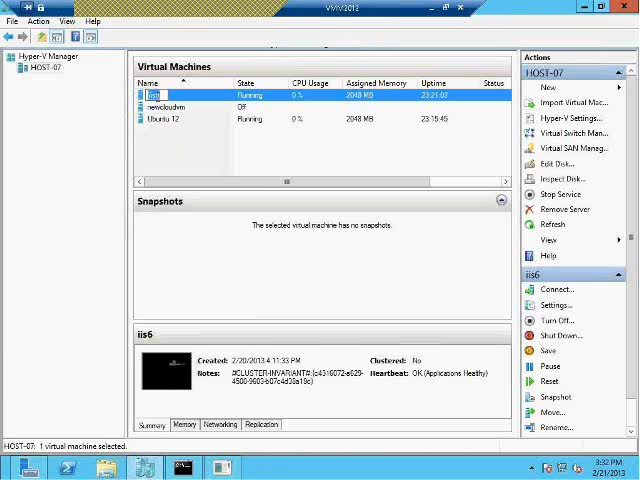 VMM2012
File Action View Help
Hyper-V Manager
HOST-07
Virtual Machines
Name State CPU Usage Assigned Memory Uptime Status
iis6 Running 0 % 2048 MB 23:21:03
newcloudvm Off
Ubuntu 12 Running 0 % 2048 MB 23:15:45
Snapshots
The selected virtual machine has no snapshots.
iis6
Created: 2/20/2013 4:11:33 PM
Clustered: No
Notes: #CLUSTER-INVARIANT#:{c4316072-a629-
4500-9603-b07c4d38a19c}
Heartbeat: OK (Applications Healthy)
Summary Memory Networking Replication
Actions
HOST-07
New
Import Virtual Mac...
Hyper-V Settings...
Virtual Switch Man...
Virtual SAN Manag...
Edit Disk...
Inspect Disk...
Stop Service
Remove Server
Refresh
View
Help
iis6
Connect...
Settings...
Turn Off...
Shut Down...
Save
Pause
Reset
Snapshot
Move...
Rename...
HOST-07: 1 virtual machine selected.
3:32 PM
2/21/2013